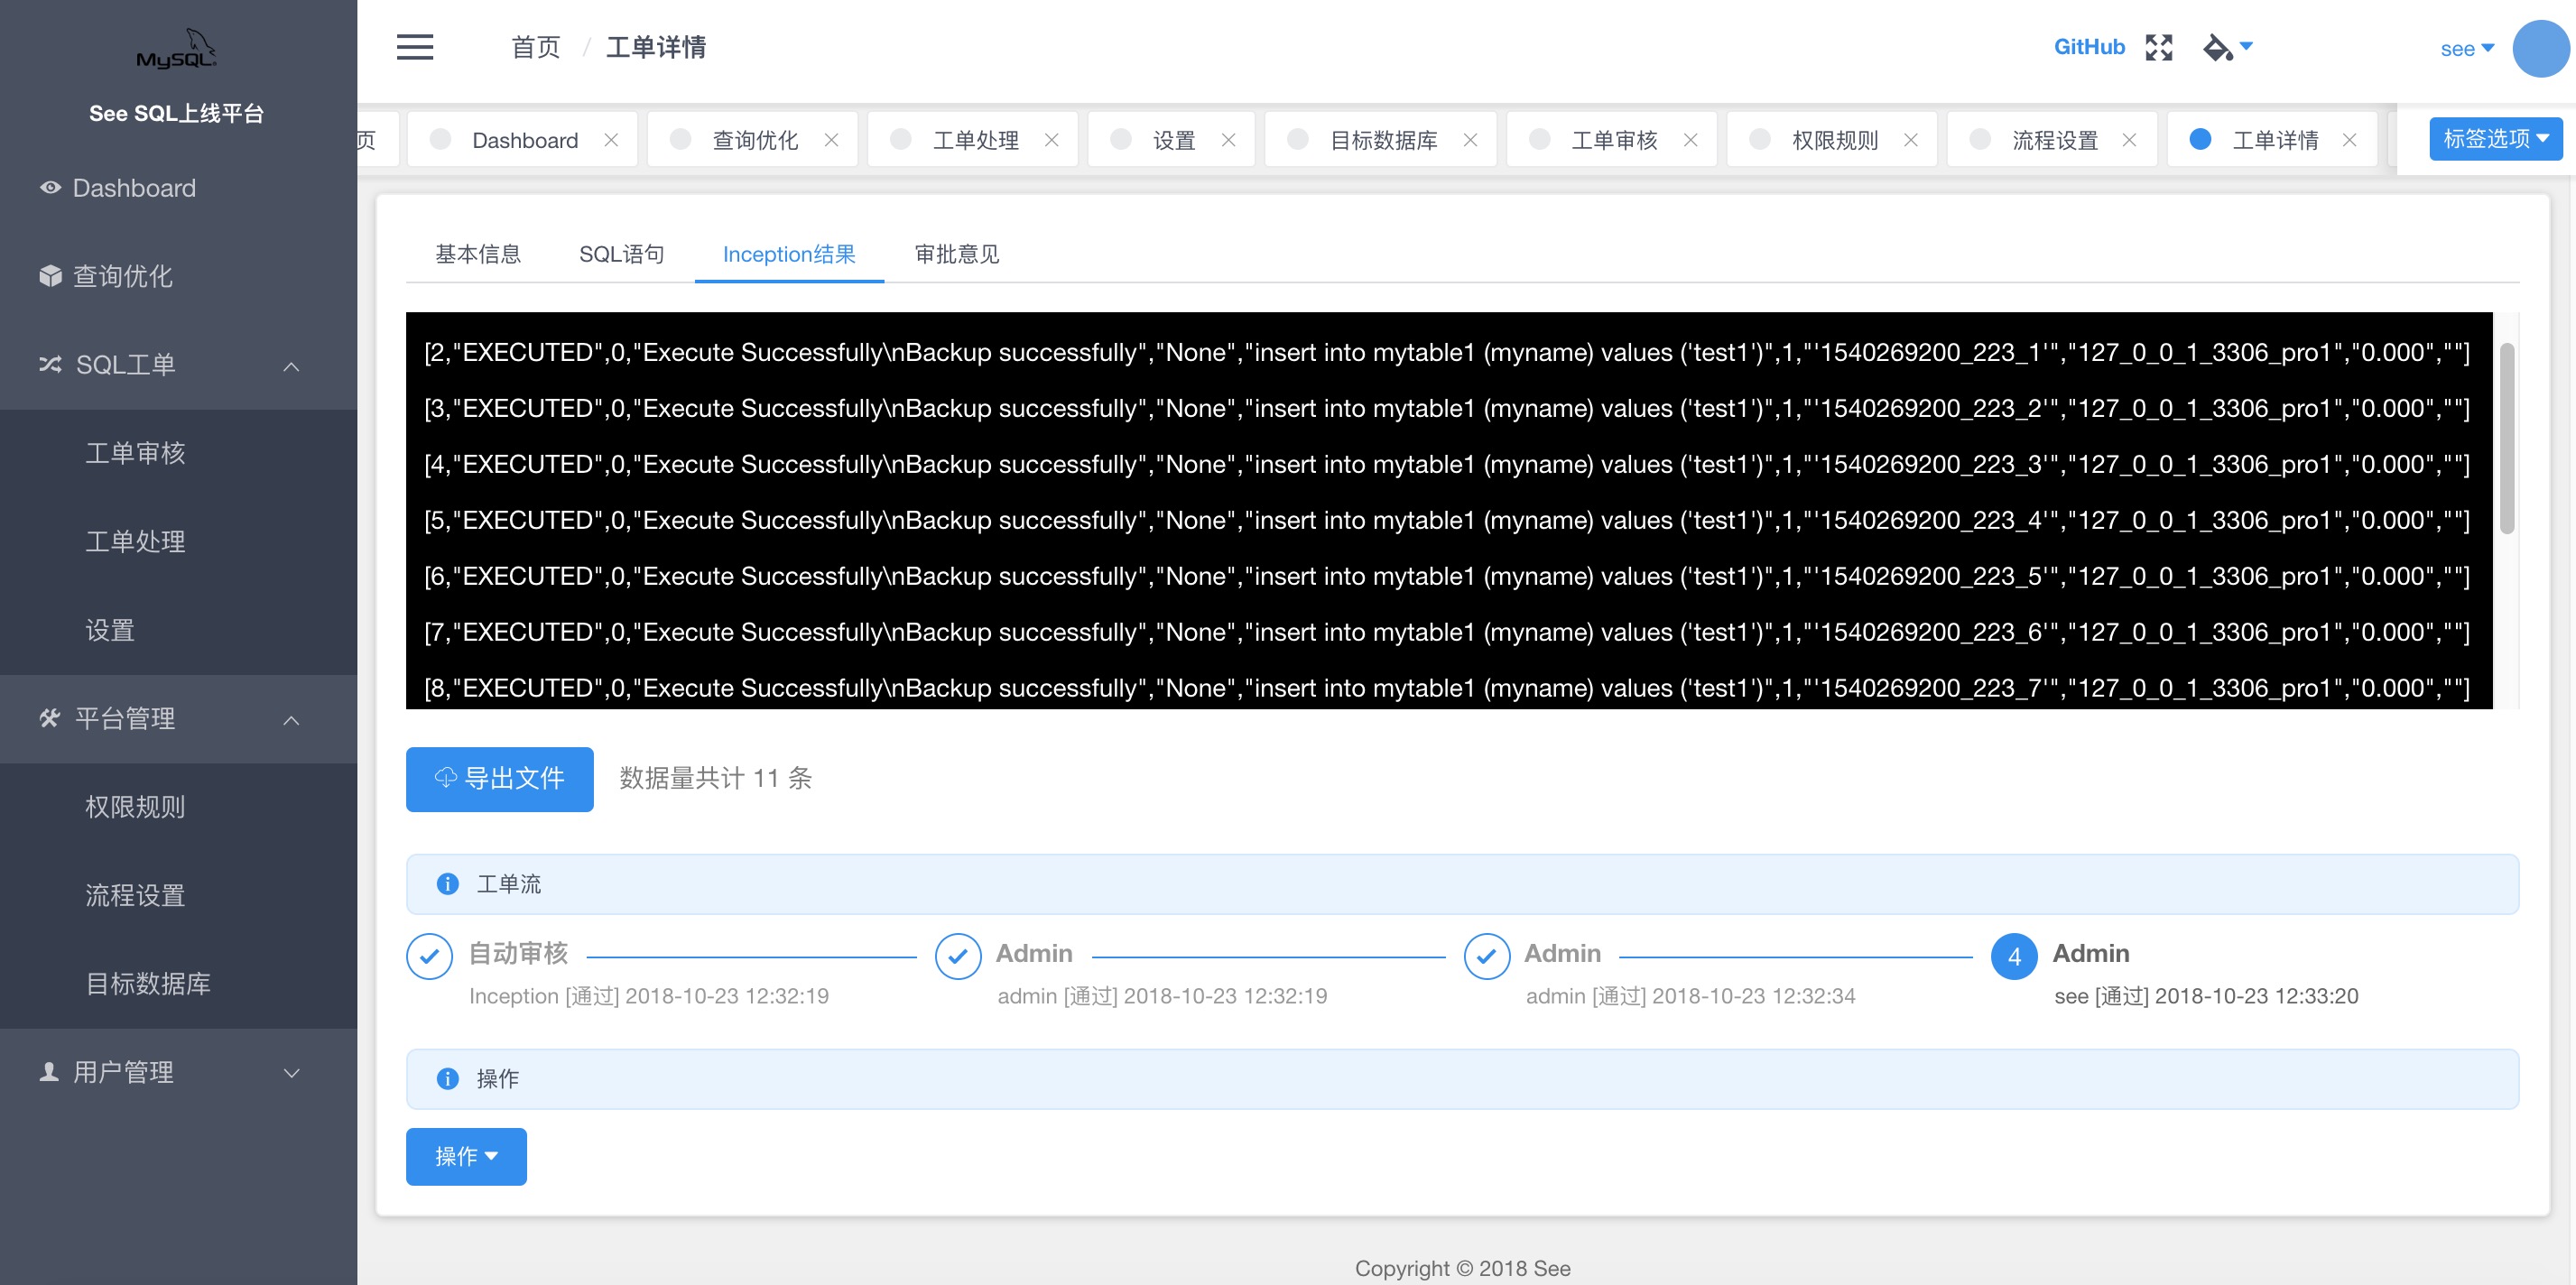 MySQL
See SQL上线平台
Dashboard
查询优化
SQL工单
工单审核
工单处理
设置
平台管理
权限规则
流程设置
目标数据库
用户管理
首页 / 工单详情
GitHub
see
页
Dashboard
查询优化
工单处理
设置
目标数据库
工单审核
权限规则
流程设置
工单详情
标签选项
基本信息
SQL语句
Inception结果
审批意见
[2,"EXECUTED",0,"Execute Successfully\nBackup successfully","None","insert into mytable1 (myname) values ('test1')",1,"'1540269200_223_1'","127_0_0_1_3306_pro1","0.000",""]
[3,"EXECUTED",0,"Execute Successfully\nBackup successfully","None","insert into mytable1 (myname) values ('test1')",1,"'1540269200_223_2'","127_0_0_1_3306_pro1","0.000",""]
[4,"EXECUTED",0,"Execute Successfully\nBackup successfully","None","insert into mytable1 (myname) values ('test1')",1,"'1540269200_223_3'","127_0_0_1_3306_pro1","0.000",""]
[5,"EXECUTED",0,"Execute Successfully\nBackup successfully","None","insert into mytable1 (myname) values ('test1')",1,"'1540269200_223_4'","127_0_0_1_3306_pro1","0.000",""]
[6,"EXECUTED",0,"Execute Successfully\nBackup successfully","None","insert into mytable1 (myname) values ('test1')",1,"'1540269200_223_5'","127_0_0_1_3306_pro1","0.000",""]
[7,"EXECUTED",0,"Execute Successfully\nBackup successfully","None","insert into mytable1 (myname) values ('test1')",1,"'1540269200_223_6'","127_0_0_1_3306_pro1","0.000",""]
[8,"EXECUTED",0,"Execute Successfully\nBackup successfully","None","insert into mytable1 (myname) values ('test1')",1,"'1540269200_223_7'","127_0_0_1_3306_pro1","0.000",""]
导出文件
数据量共计 11 条
工单流
自动审核
Inception [通过] 2018-10-23 12:32:19
Admin
admin [通过] 2018-10-23 12:32:19
Admin
admin [通过] 2018-10-23 12:32:34
4
Admin
see [通过] 2018-10-23 12:33:20
操作
操作
Copyright © 2018 See